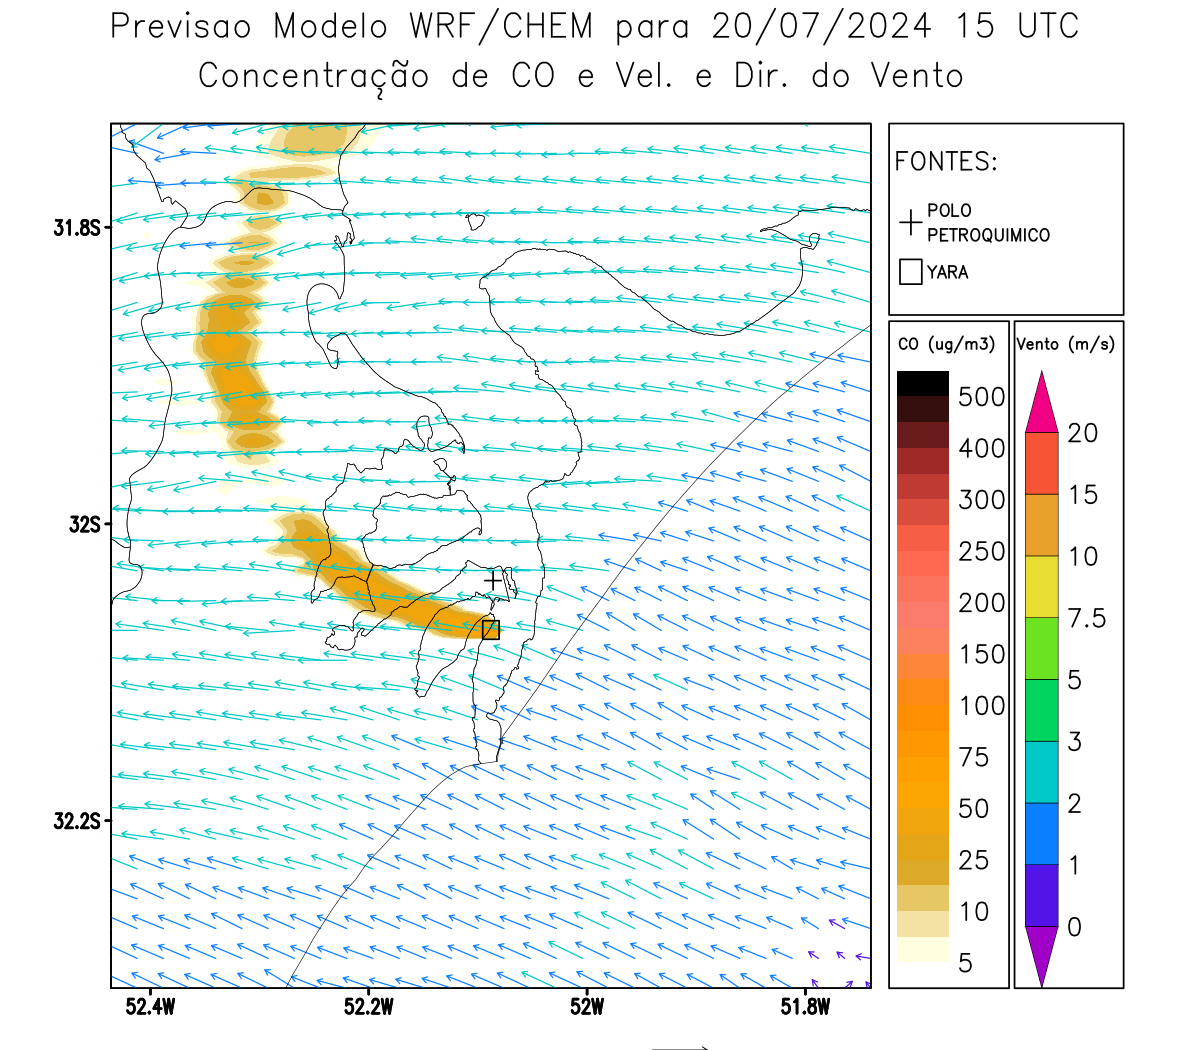 Previsao Modelo WRF/CHEM para 20/07/2024 15 UTC
Concentração de CO e Vel. e Dir. do Vento
FONTES:
POLO
PETROQUIMICO
YARA
CO (ug/m3)
500
400
300
250
200
150
100
75
50
25
10
5
Vento (m/s)
20
15
10
7.5
5
3
2
1
0
31.8S
32S
32.2S
52.4W
52.2W
52W
51.8W